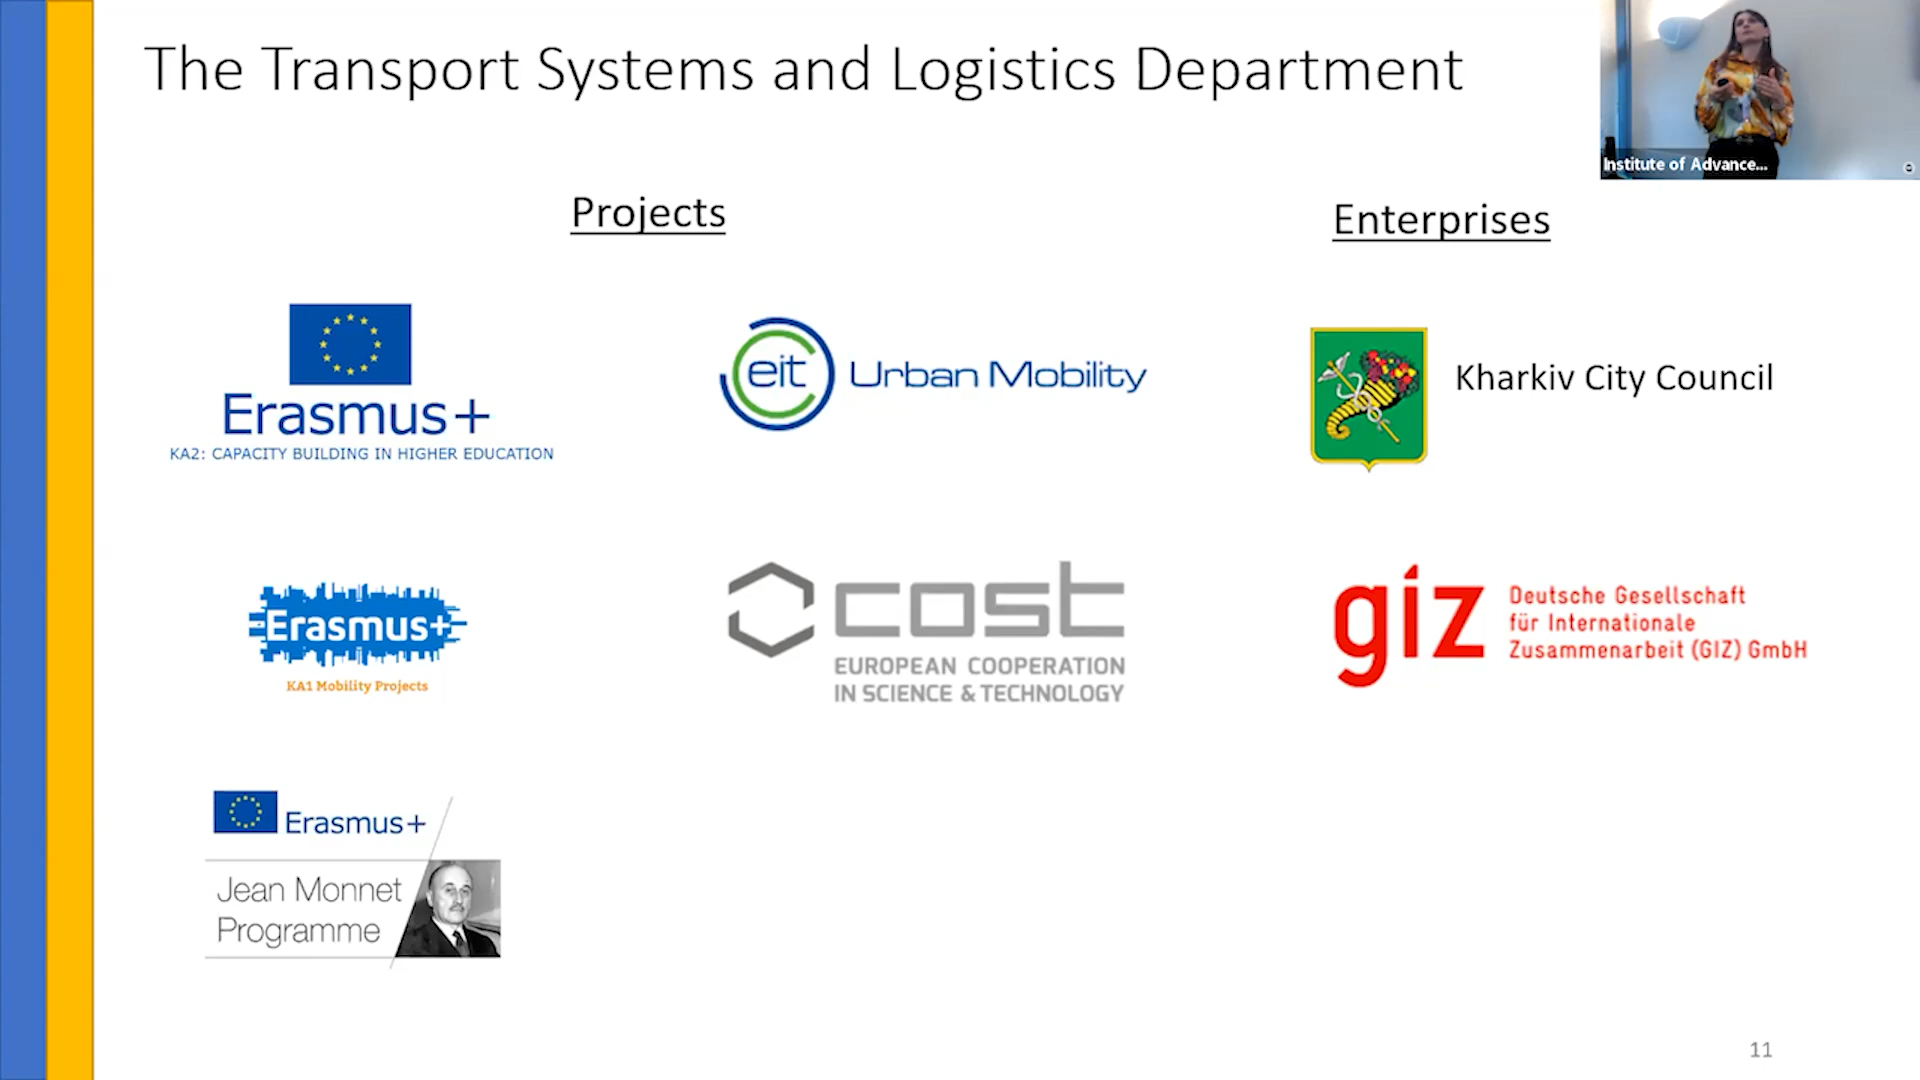 The Transport Systems and Logistics Department
Institute of Advance...
Projects
Enterprises
Erasmus+
KA2: CAPACITY BUILDING IN HIGHER EDUCATION
eit Urban Mobility
Kharkiv City Council
Erasmus+
KA1 Mobility Projects
cost
EUROPEAN COOPERATION
IN SCIENCE & TECHNOLOGY
giz
Deutsche Gesellschaft
für Internationale
Zusammenarbeit (GIZ) GmbH
Erasmus+
Jean Monnet
Programme
11